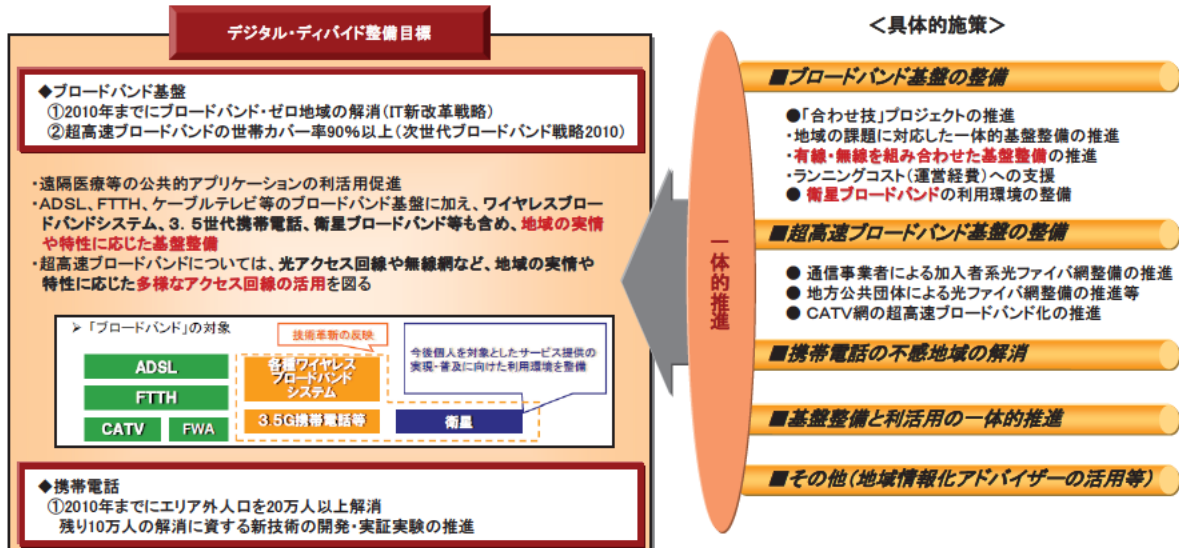 デジタル・ディバイド整備目標
◆ブロードバンド基盤
①2010年までにブロードバンド・ゼロ地域の解消(IT新改革戦略)
②超高速ブロードバンドの世帯カバー率90%以上(次世代ブロードバンド戦略2010)
・遠隔医療等の公共的アプリケーションの利活用促進
・ADSL、FTTH、ケーブルテレビ等のブロードバンド基盤に加え、ワイヤレスブロー
ドバンドシステム、3.5世代携帯電話、衛星ブロードバンド等も含め、地域の実情
や特性に応じた基盤整備
・超高速ブロードバンドについては、光アクセス回線や無線網など、地域の実情や
特性に応じた多様なアクセス回線の活用を図る
➢「ブロードバンド」の対象
技術革新の反映
ADSL
FTTH
CATV
FWA
各種ワイヤレス
ブロードバンド
システム
3.5G携帯電話等
今後個人を対象としたサービス提供の
実現・普及に向けた利用環境を整備
衛星
◆携帯電話
①2010年までにエリア外人口を20万人以上解消
残り10万人の解消に資する新技術の開発・実証実験の推進
一体的推進
<具体的施策>
■ブロードバンド基盤の整備
●「合わせ技」プロジェクトの推進
・地域の課題に対応した一体的基盤整備の推進
・有線・無線を組み合わせた基盤整備の推進
・ランニングコスト(運営経費)への支援
●衛星ブロードバンドの利用環境の整備
■超高速ブロードバンド基盤の整備
●通信事業者による加入者系光ファイバ網整備の推進
●地方公共団体による光ファイバ網整備の推進等
●CATV網の超高速ブロードバンド化の推進
■携帯電話の不感地域の解消
■基盤整備と利活用の一体的推進
■その他(地域情報化アドバイザーの活用等)